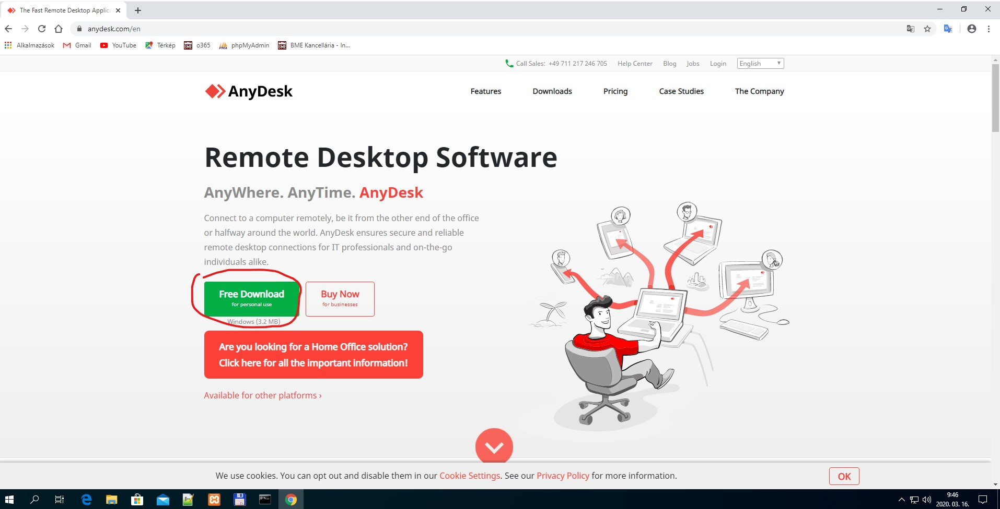 The Fast Remote Desktop Applic
anydesk.com/en
Alkalmazások Gmail YouTube Térkép o365 phpMyAdmin BME Kancellária - In...
Call Sales: +49 711 217 246 705 Help Center Blog Jobs Login English
AnyDesk Features Downloads Pricing Case Studies The Company
Remote Desktop Software
AnyWhere. AnyTime. AnyDesk
Connect to a computer remotely, be it from the other end of the office
or halfway around the world. AnyDesk ensures secure and reliable
remote desktop connections for IT professionals and on-the-go
individuals alike.
Free Download Buy Now
for personal use for businesses
Windows (3.2 MB)
Are you looking for a Home Office solution?
Click here for all the important information!
Available for other platforms ›
We use cookies. You can opt out and disable them in our Cookie Settings. See our Privacy Policy for more information. OK
9:46
2020. 03. 16.